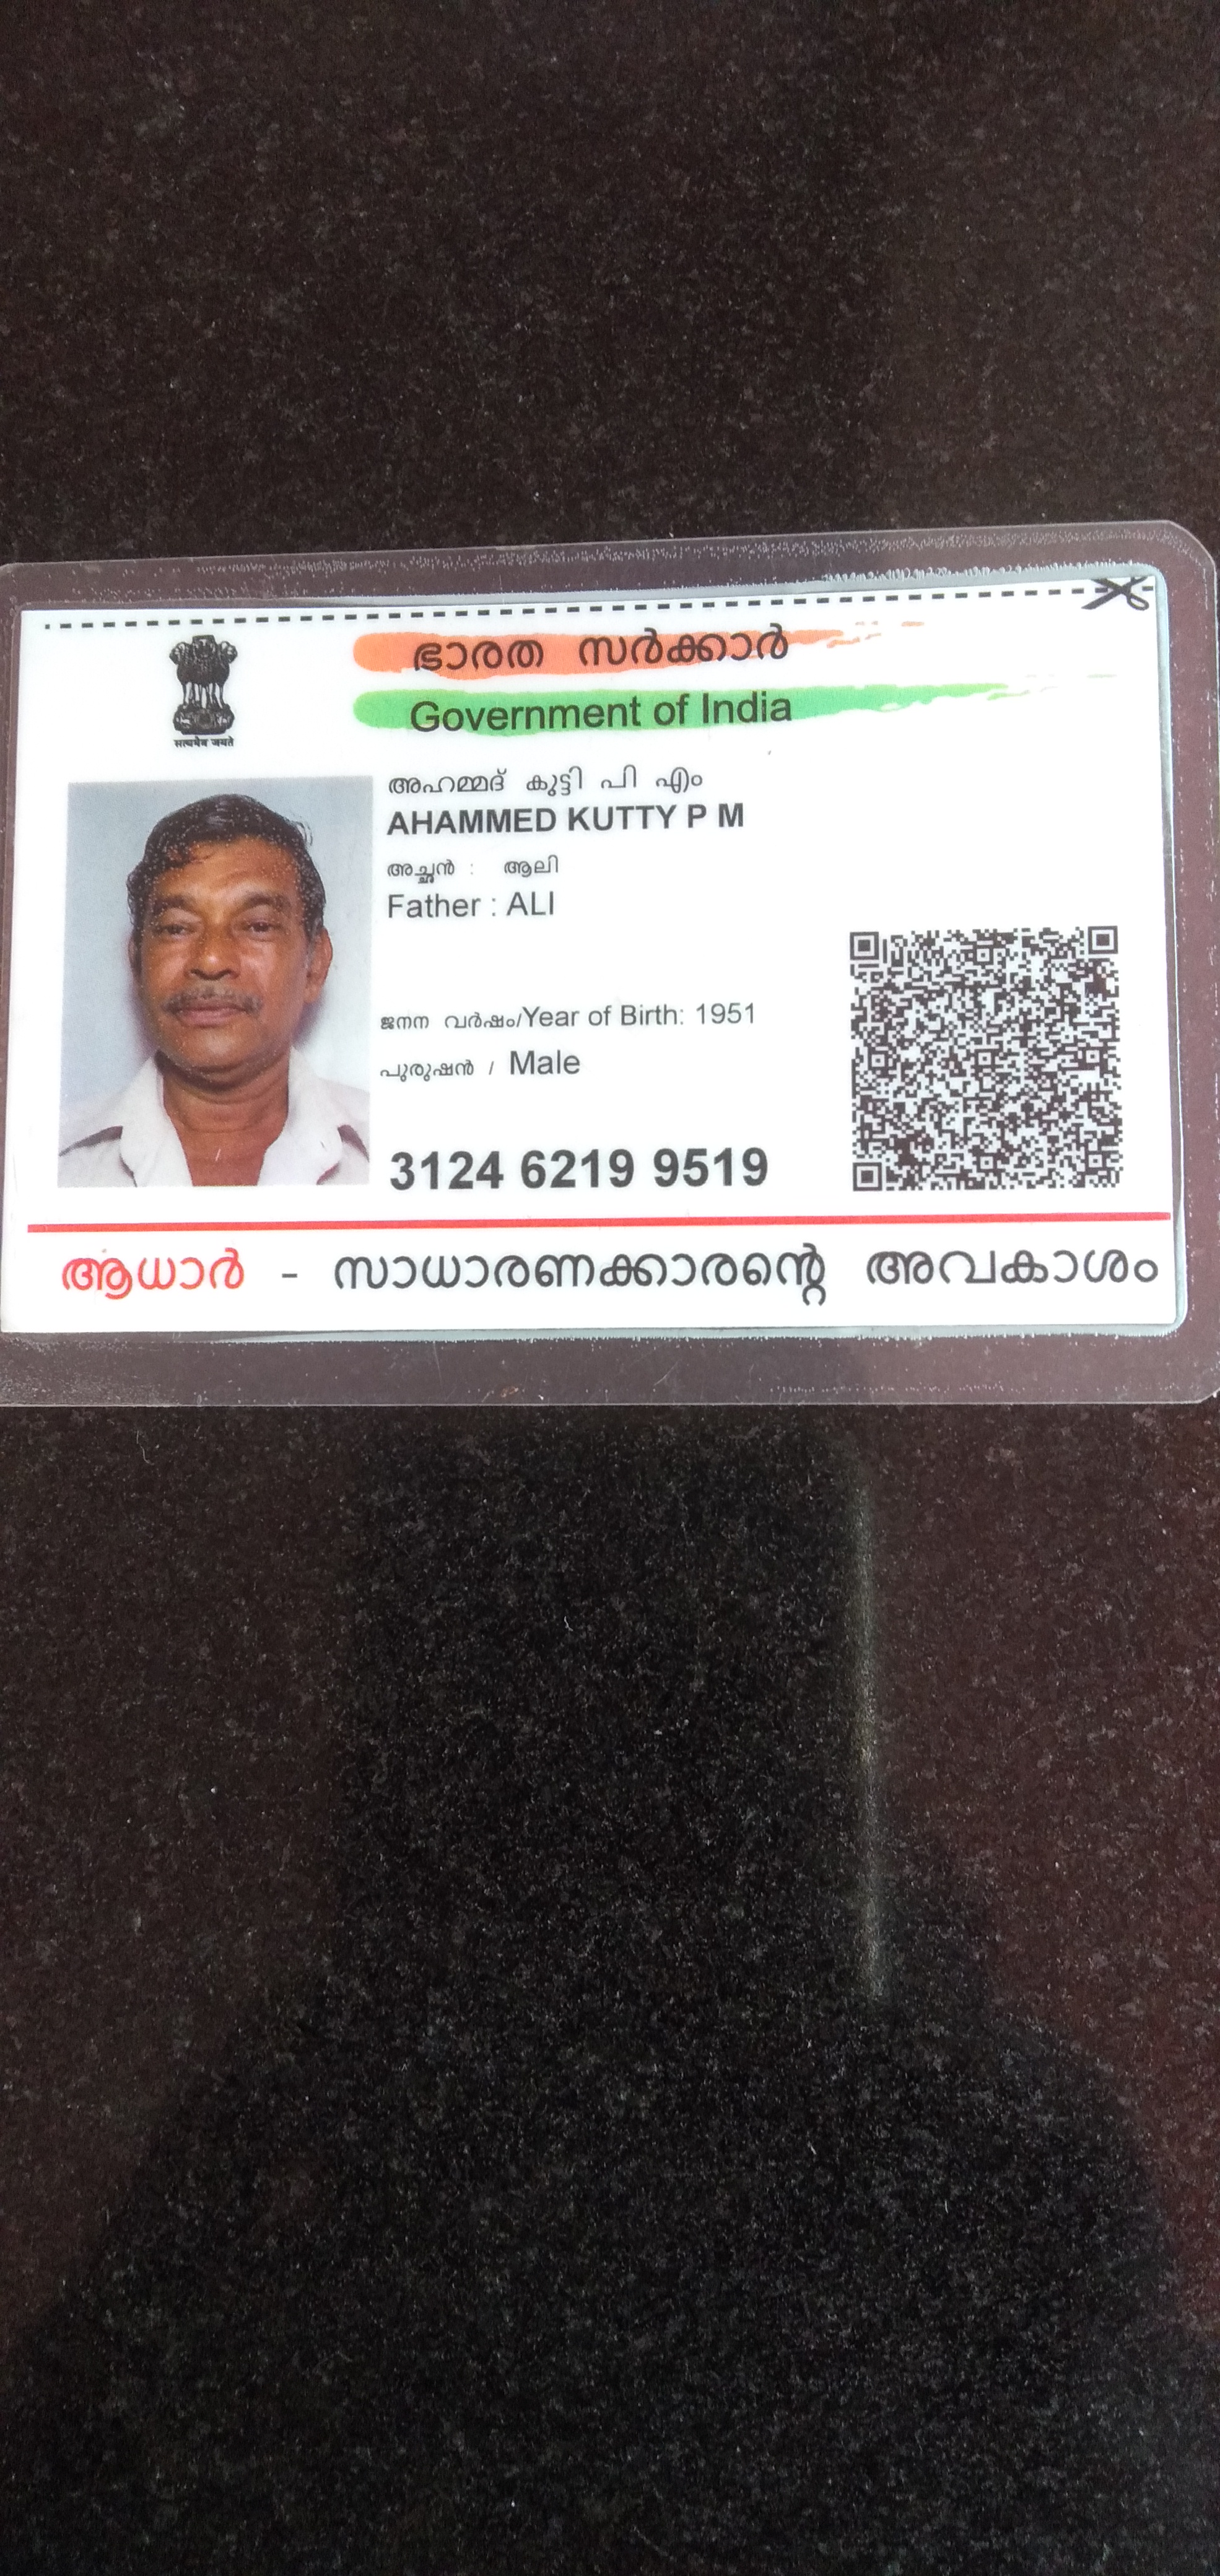 सत्यमेव जयते
ഭാരത സർക്കാർ
Government of India
അഹമ്മദ് കുട്ടി പി എം
AHAMMED KUTTY P M
അച്ഛൻ : ആലി
Father : ALI
ജനന വർഷം/Year of Birth: 1951
പുരുഷൻ / Male
3124 6219 9519
ആധാർ - സാധാരണക്കാരന്റെ അവകാശം